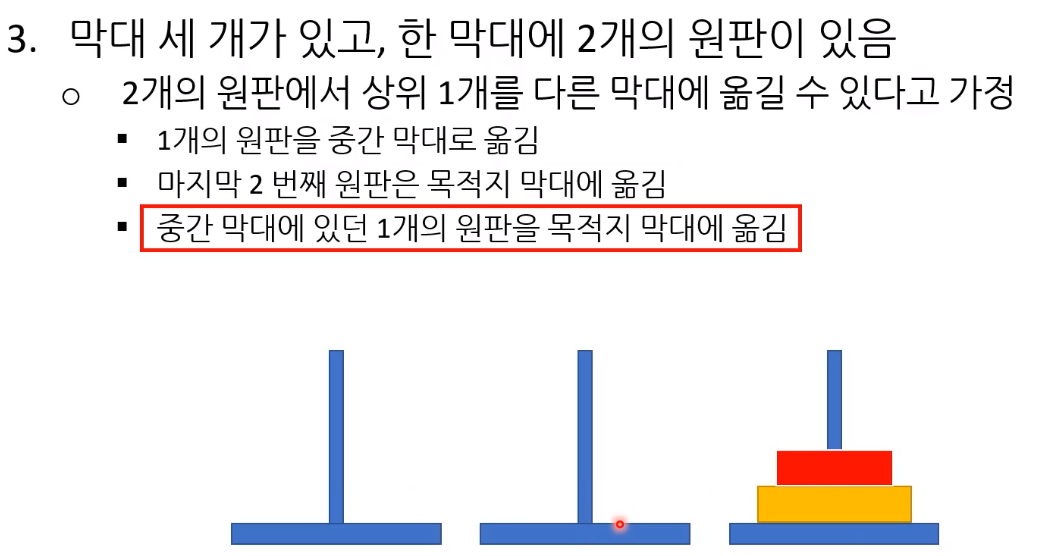 3. 막대 세 개가 있고, 한 막대에 2개의 원판이 있음
○ 2개의 원판에서 상위 1개를 다른 막대에 옮길 수 있다고 가정
▪ 1개의 원판을 중간 막대로 옮김
▪ 마지막 2 번째 원판은 목적지 막대에 옮김
▪ 중간 막대에 있던 1개의 원판을 목적지 막대에 옮김